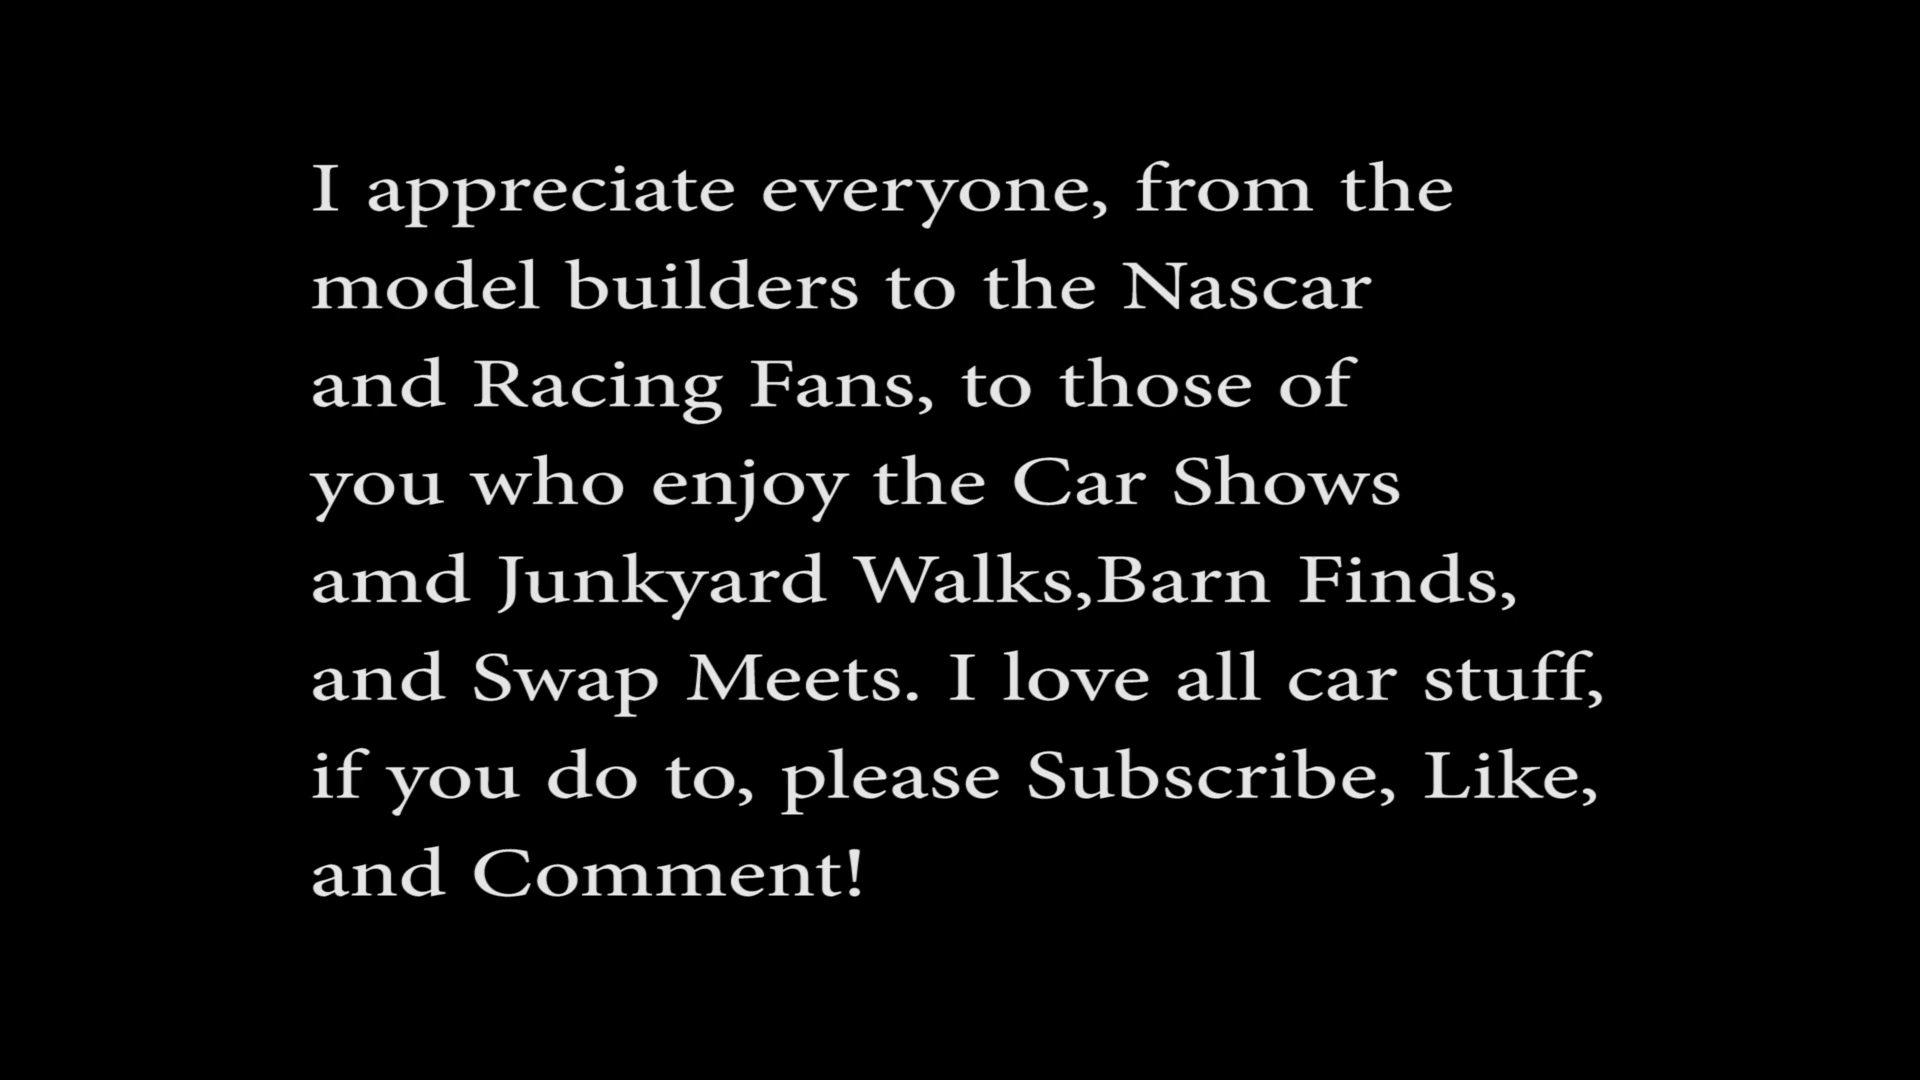 I appreciate everyone, from the
model builders to the Nascar
and Racing Fans, to those of
you who enjoy the Car Shows
amd Junkyard Walks,Barn Finds,
and Swap Meets. I love all car stuff,
if you do to, please Subscribe, Like,
and Comment!